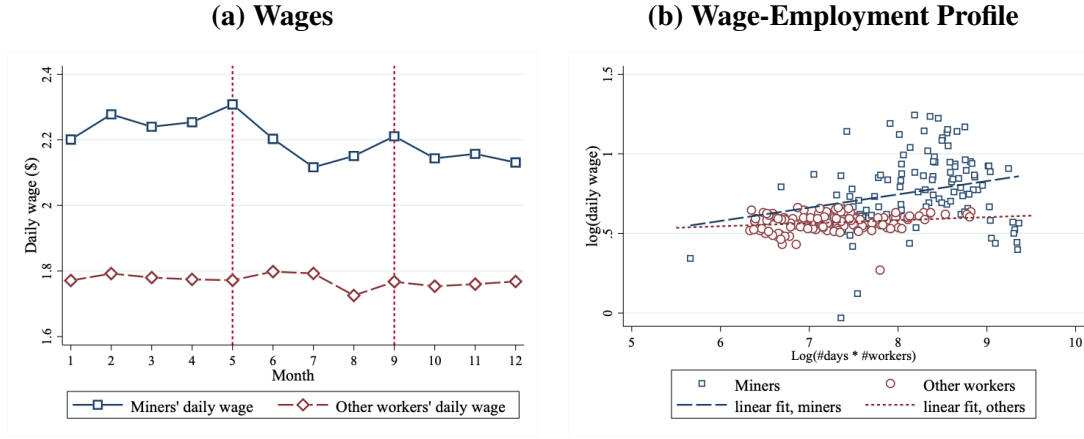 (a) Wages
2.4
2.2
2
1.8
1.6
Daily wage ($)
1 2 3 4 5 6 7 8 9 10 11 12
Month
Miners' daily wage Other workers' daily wage
(b) Wage-Employment Profile
1.5
1
0.5
0
log(daily wage)
5 6 7 8 9 10
Log(#days * #workers)
Miners Other workers
linear fit, miners linear fit, others